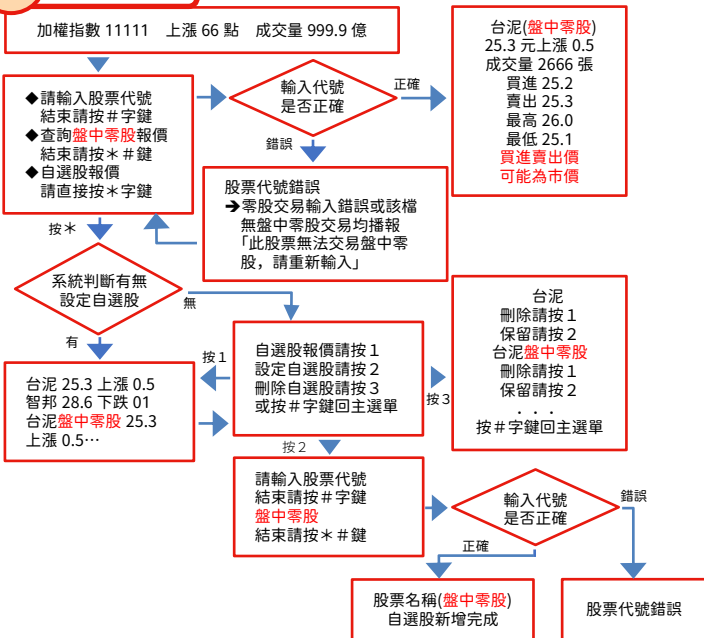 加權指數 11111　上漲 66 點　成交量 999.9 億
◆請輸入股票代號
結束請按＃字鍵
◆查詢盤中零股報價
結束請按＊＃鍵
◆自選股報價
請直接按＊字鍵
輸入代號
是否正確
正確
錯誤
台泥(盤中零股)
25.3 元上漲 0.5
成交量 2666 張
買進 25.2
賣出 25.3
最高 26.0
最低 25.1
買進賣出價
可能為市價
股票代號錯誤
➔零股交易輸入錯誤或該檔
無盤中零股交易均播報
「此股票無法交易盤中零
股，請重新輸入」
按＊
系統判斷有無
設定自選股
無
有
台泥 25.3 上漲 0.5
智邦 28.6 下跌 01
台泥盤中零股 25.3
上漲 0.5…
按１
自選股報價請按１
設定自選股請按２
刪除自選股請按３
或按＃字鍵回主選單
按３
台泥
刪除請按１
保留請按２
台泥盤中零股
刪除請按１
保留請按２
．．．
按＃字鍵回主選單
按２
請輸入股票代號
結束請按＃字鍵
盤中零股
結束請按＊＃鍵
輸入代號
是否正確
錯誤
正確
股票名稱(盤中零股)
自選股新增完成
股票代號錯誤